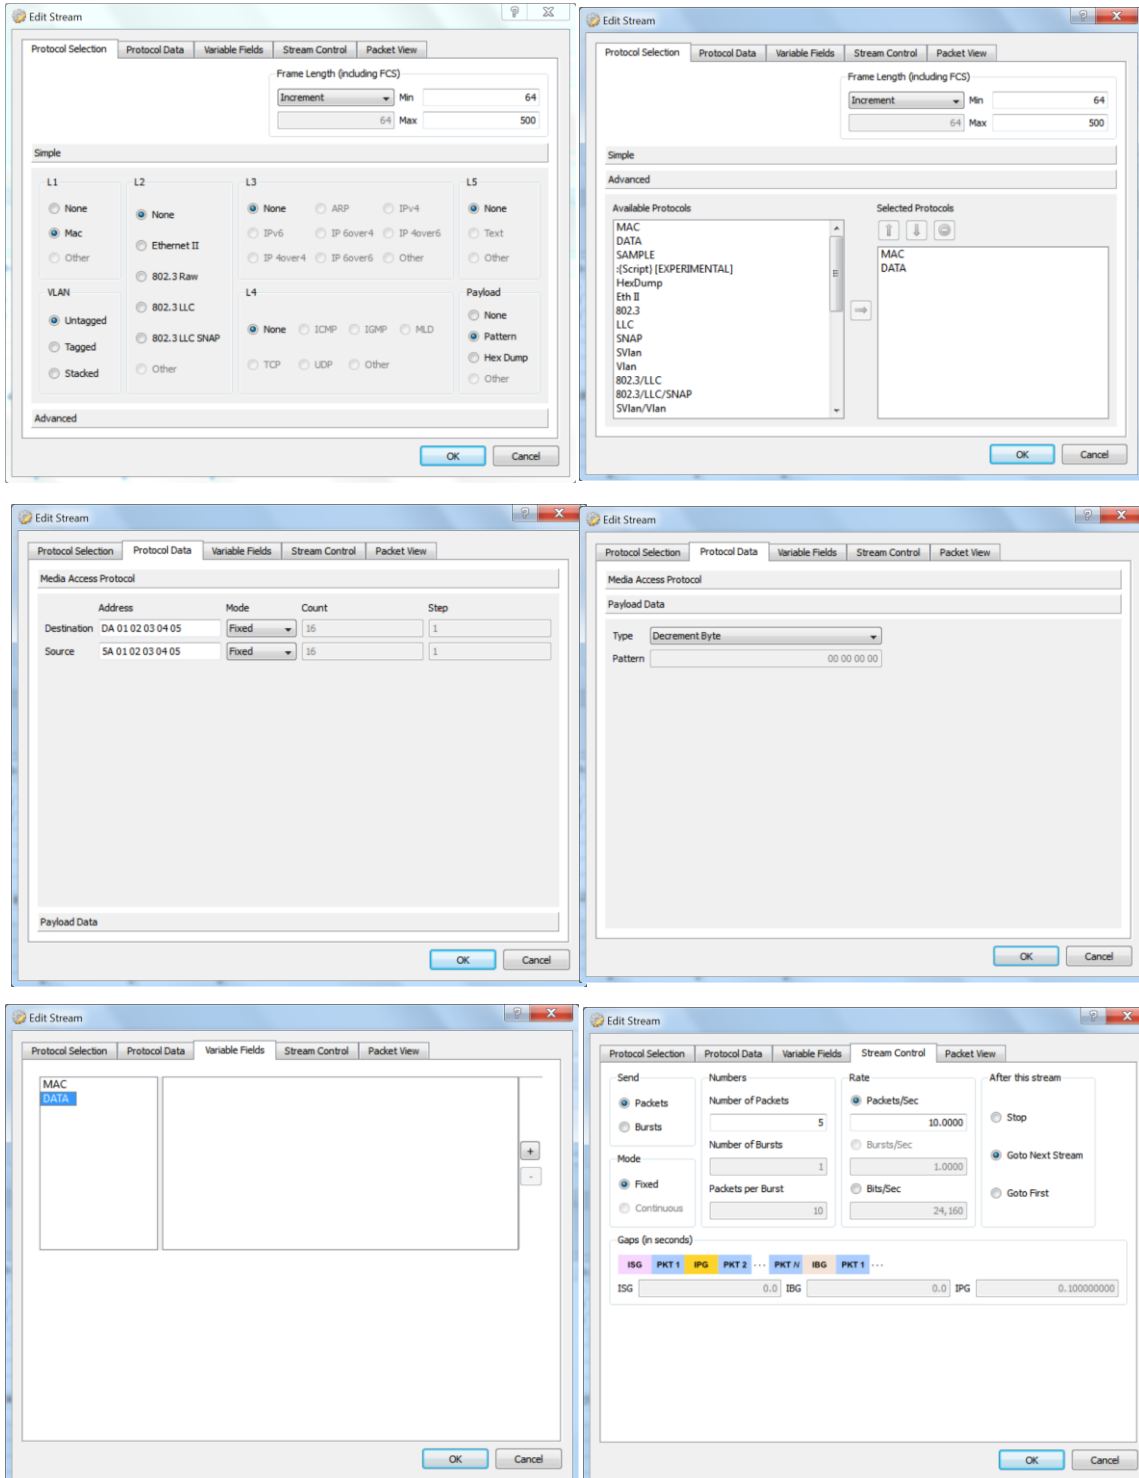 Edit Stream
Protocol Selection Protocol Data Variable Fields Stream Control Packet View
Frame Length (including FCS)
Increment Min 64
64 Max 500
Simple
L1 L2 L3 L5
None None None ARP IPv4 None
Mac Ethernet II IPv6 IP 6over4 IP 4over6 Text
Other 802.3 Raw IP 4over4 IP 6over6 Other Other
VLAN 802.3 LLC L4 Payload
Untagged 802.3 LLC SNAP None ICMP IGMP MLD None
Tagged Other TCP UDP Other Pattern
Stacked Hex Dump
Other
Advanced
OK Cancel
Edit Stream
Protocol Selection Protocol Data Variable Fields Stream Control Packet View
Frame Length (including FCS)
Increment Min 64
64 Max 500
Simple
Advanced
Available Protocols Selected Protocols
MAC
DATA
SAMPLE
:{Script} [EXPERIMENTAL]
HexDump
Eth II
802.3
LLC
SNAP
SVlan
Vlan
802.3/LLC
802.3/LLC/SNAP
SVlan/Vlan
MAC
DATA
OK Cancel
Edit Stream
Protocol Selection Protocol Data Variable Fields Stream Control Packet View
Media Access Protocol
Address Mode Count Step
Destination DA 01 02 03 04 05 Fixed 16 1
Source 5A 01 02 03 04 05 Fixed 16 1
Payload Data
OK Cancel
Edit Stream
Protocol Selection Protocol Data Variable Fields Stream Control Packet View
Media Access Protocol
Payload Data
Type Decrement Byte
Pattern 00 00 00 00
OK Cancel
Edit Stream
Protocol Selection Protocol Data Variable Fields Stream Control Packet View
MAC
DATA
+
-
OK Cancel
Edit Stream
Protocol Selection Protocol Data Variable Fields Stream Control Packet View
Send Numbers Rate After this stream
Packets Number of Packets Packets/Sec Stop
Bursts 5 10.0000
Number of Bursts Bursts/Sec Goto Next Stream
Mode 1 1.0000
Fixed Packets per Burst Bits/Sec Goto First
Continuous 10 24,160
Gaps (in seconds)
ISG PKT 1 IPG PKT 2 ... PKT N IBG PKT 1 ...
ISG 0.0 IBG 0.0 IPG 0.100000000
OK Cancel